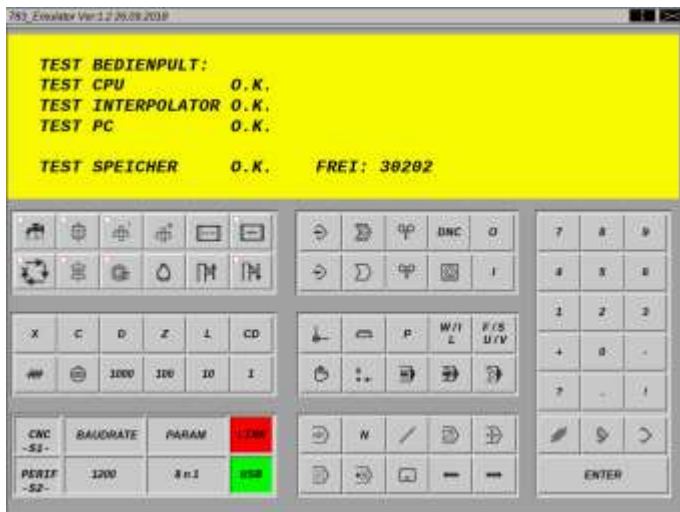 783_Emulator Ver:1.2 26.09.2018
TEST BEDIENPULT:
TEST CPU O.K.
TEST INTERPOLATOR O.K.
TEST PC O.K.
TEST SPEICHER O.K. FREI: 30202
DNC O 7 8 9
I 4 5 6
1 2 3
X C D Z L CD P W/I L F/S U/V
+ 0 -
1000 100 10 1
? . !
CNC -S1- BAUDRATE PARAM LINK N
PERIF -S2- 1200 8 n 1 USB ENTER